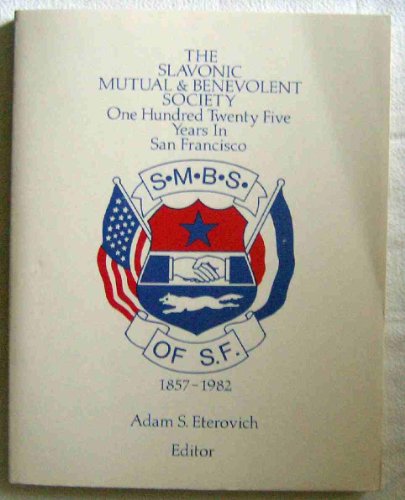 THE
SLAVONIC
MUTUAL & BENEVOLENT
SOCIETY
One Hundred Twenty Five
Years In
San Francisco
S•M•B•S•
OF S.F.
1857-1982
Adam S. Eterovich
Editor